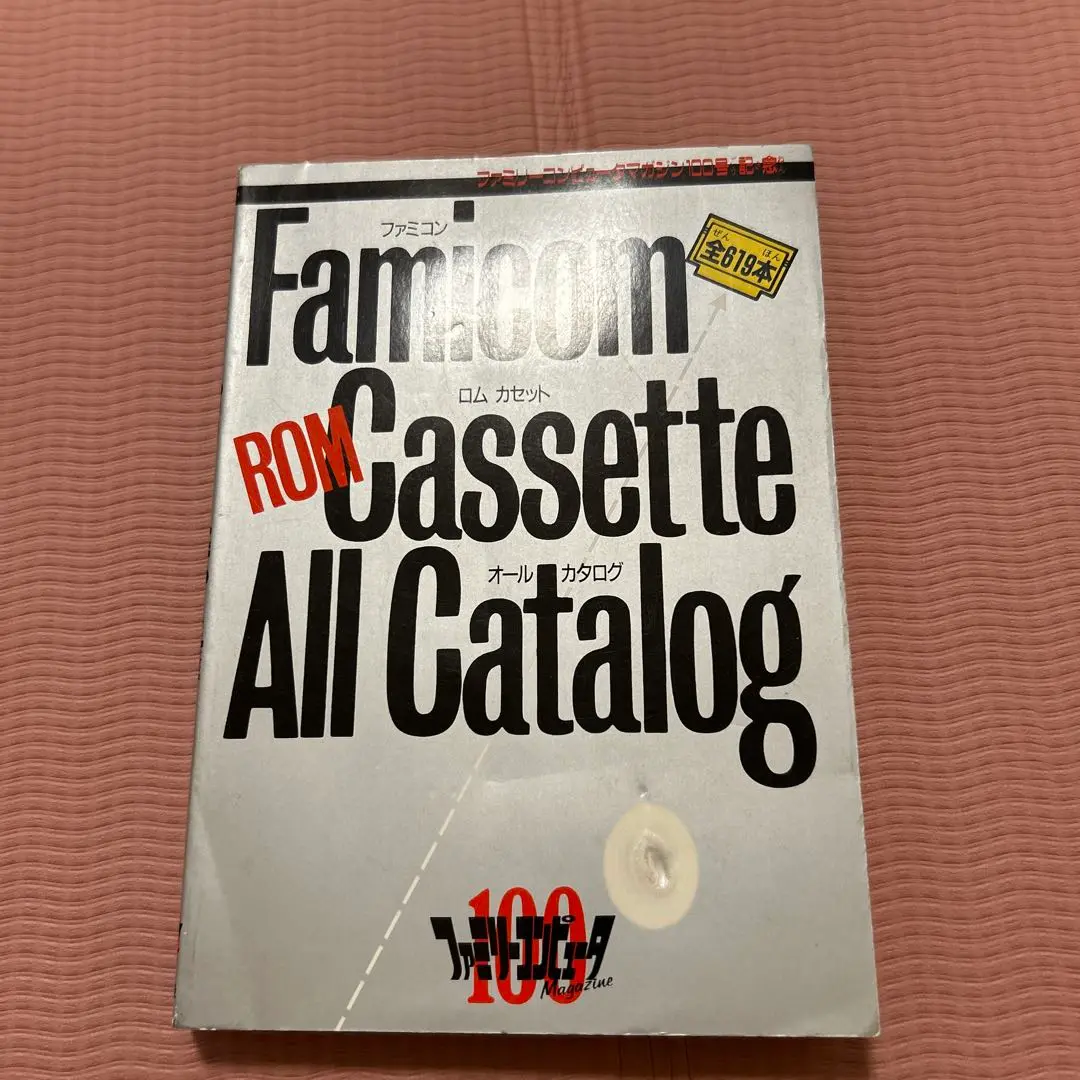 ファミリーコンピュータマガジン100号記念
ファミコン
Famicom
ぜん ほん
全619本
ロム カセット
ROM Cassette
オール カタログ
All Catalog
100
ファミリーコンピュータ
Magazine